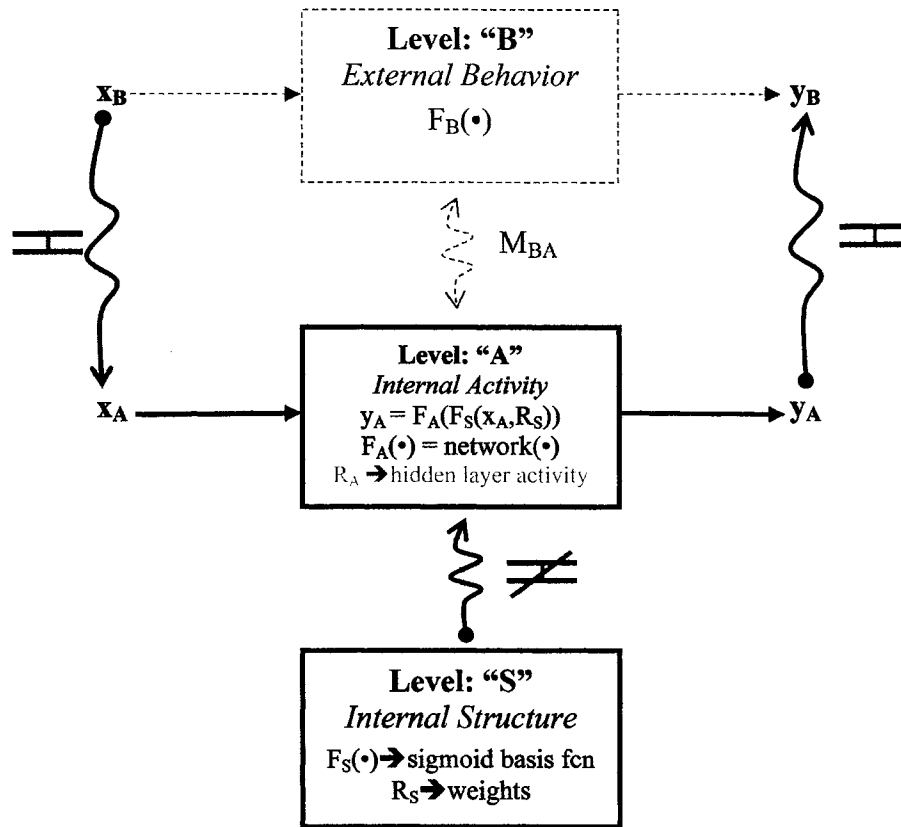 Level: “B”
External Behavior
F_B(•)
x_B
y_B
M_BA
Level: “A”
Internal Activity
y_A = F_A(F_S(x_A,R_S))
F_A(•) = network(•)
R_A ➔ hidden layer activity
x_A
y_A
Level: “S”
Internal Structure
F_S(•)➔sigmoid basis fcn
R_S➔weights